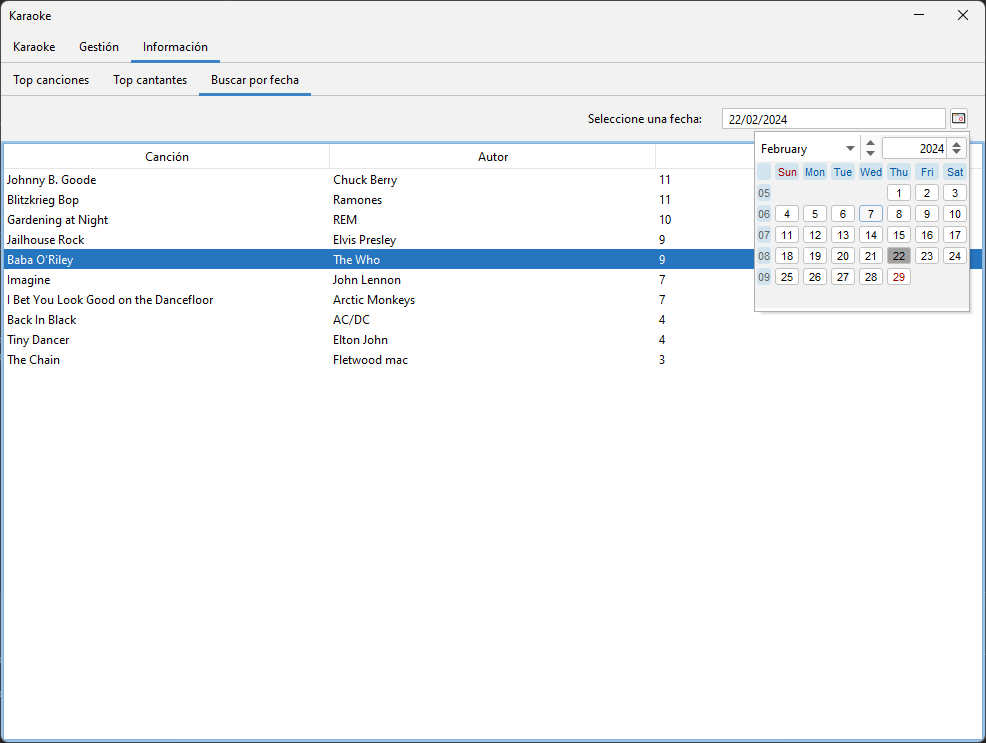 Karaoke
Karaoke Gestión Información
Top canciones Top cantantes Buscar por fecha
Seleccione una fecha: 22/02/2024
February 2024
Sun Mon Tue Wed Thu Fri Sat
05 1 2 3
06 4 5 6 7 8 9 10
07 11 12 13 14 15 16 17
08 18 19 20 21 22 23 24
09 25 26 27 28 29
Canción Autor
Johnny B. Goode Chuck Berry 11
Blitzkrieg Bop Ramones 11
Gardening at Night REM 10
Jailhouse Rock Elvis Presley 9
Baba O'Riley The Who 9
Imagine John Lennon 7
I Bet You Look Good on the Dancefloor Arctic Monkeys 7
Back In Black AC/DC 4
Tiny Dancer Elton John 4
The Chain Fletwood mac 3